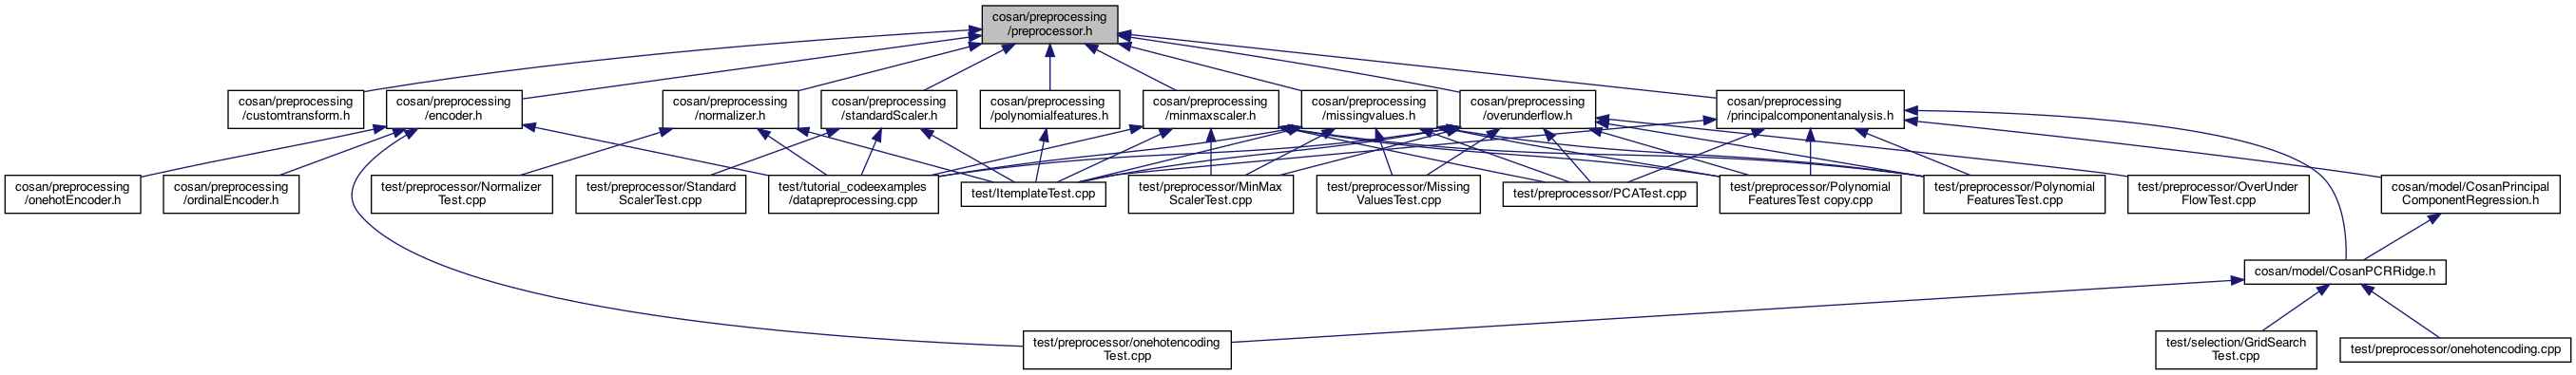 cosan/preprocessing
/preprocessor.h
cosan/preprocessing
/customtransform.h
cosan/preprocessing
/encoder.h
cosan/preprocessing
/normalizer.h
cosan/preprocessing
/standardScaler.h
cosan/preprocessing
/polynomialfeatures.h
cosan/preprocessing
/minmaxscaler.h
cosan/preprocessing
/missingvalues.h
cosan/preprocessing
/overunderflow.h
cosan/preprocessing
/principalcomponentanalysis.h
cosan/preprocessing
/onehotEncoder.h
cosan/preprocessing
/ordinalEncoder.h
test/preprocessor/Normalizer
Test.cpp
test/preprocessor/Standard
ScalerTest.cpp
test/tutorial_codeexamples
/datapreprocessing.cpp
test/ItemplateTest.cpp
test/preprocessor/MinMax
ScalerTest.cpp
test/preprocessor/Missing
ValuesTest.cpp
test/preprocessor/PCATest.cpp
test/preprocessor/Polynomial
FeaturesTest copy.cpp
test/preprocessor/Polynomial
FeaturesTest.cpp
test/preprocessor/OverUnder
FlowTest.cpp
cosan/model/CosanPrincipal
ComponentRegression.h
cosan/model/CosanPCRRidge.h
test/preprocessor/onehotencoding
Test.cpp
test/selection/GridSearch
Test.cpp
test/preprocessor/onehotencoding.cpp